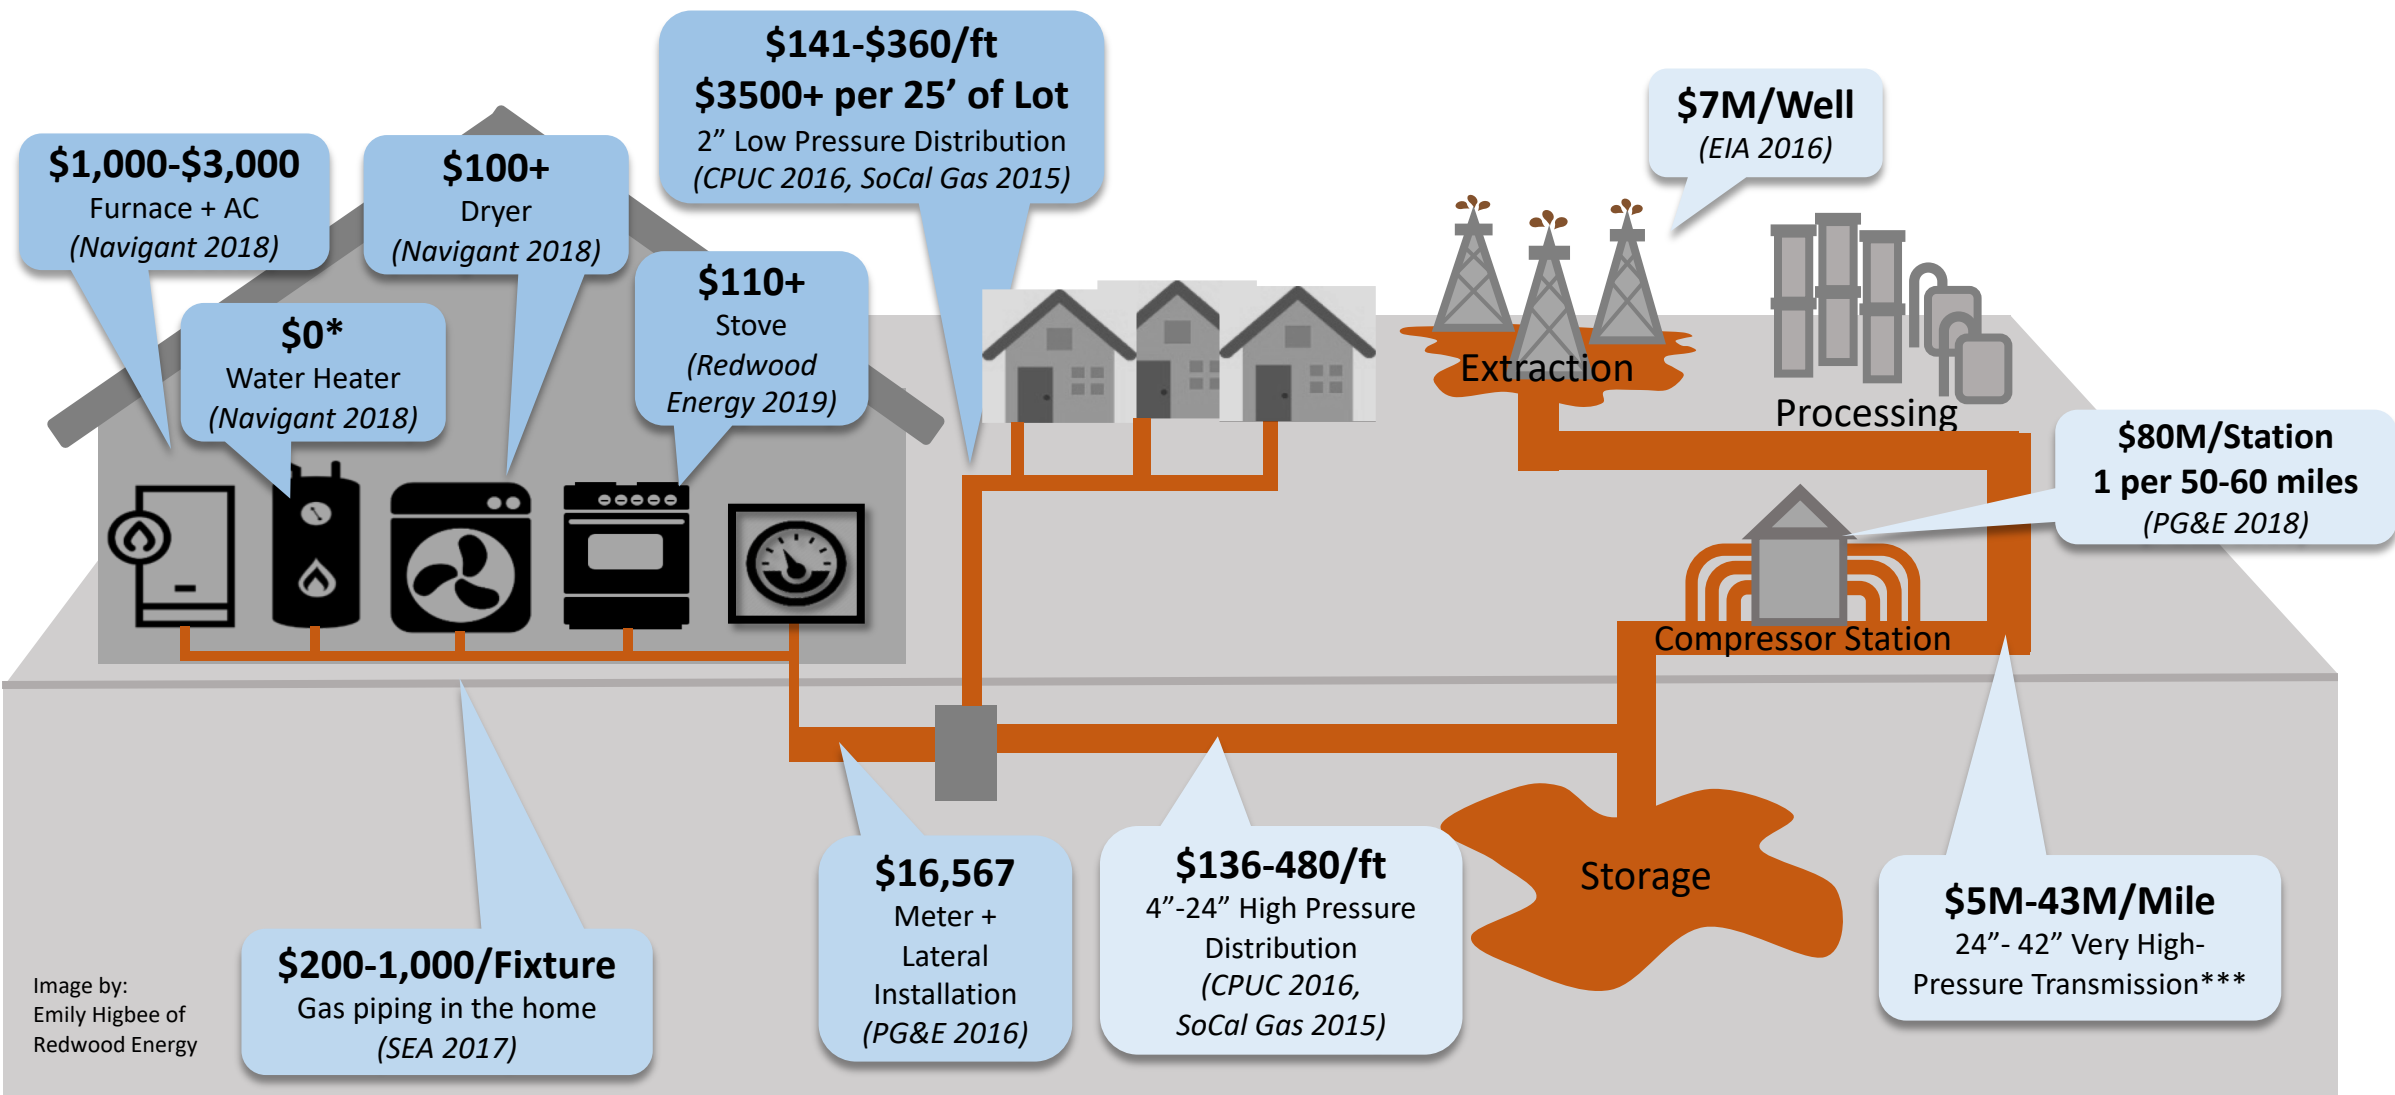 $141-$360/ft
$3500+ per 25’ of Lot
2” Low Pressure Distribution
(CPUC 2016, SoCal Gas 2015)
$7M/Well
(EIA 2016)
$1,000-$3,000
Furnace + AC
(Navigant 2018)
$100+
Dryer
(Navigant 2018)
$110+
Stove
(Redwood
Energy 2019)
$0*
Water Heater
(Navigant 2018)
Extraction
Processing
$80M/Station
1 per 50-60 miles
(PG&E 2018)
Compressor Station
$16,567
Meter +
Lateral
Installation
(PG&E 2016)
$136-480/ft
4”-24” High Pressure
Distribution
(CPUC 2016,
SoCal Gas 2015)
Storage
$5M-43M/Mile
24”- 42” Very High-
Pressure Transmission***
$200-1,000/Fixture
Gas piping in the home
(SEA 2017)
Image by:
Emily Higbee of
Redwood Energy